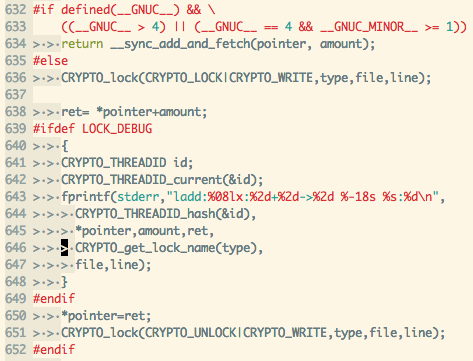 632 #if defined(__GNUC__) && \
633     ((__GNUC__ > 4) || (__GNUC__ == 4 && __GNUC_MINOR__ >= 1))
634 >·>·return __sync_add_and_fetch(pointer, amount);
635 #else
636 >·>·CRYPTO_lock(CRYPTO_LOCK|CRYPTO_WRITE,type,file,line);
637
638 >·>·ret= *pointer+amount;
639 #ifdef LOCK_DEBUG
640 >·>·{
641 >·>·CRYPTO_THREADID id;
642 >·>·CRYPTO_THREADID_current(&id);
643 >·>·fprintf(stderr,"ladd:%08lx:%2d+%2d->%2d %-18s %s:%d\n",
644 >·>·>·CRYPTO_THREADID_hash(&id),
645 >·>·>·*pointer,amount,ret,
646 >·>·>·CRYPTO_get_lock_name(type),
647 >·>·>·file,line);
648 >·>·}
649 #endif
650 >·>·*pointer=ret;
651 >·>·CRYPTO_lock(CRYPTO_UNLOCK|CRYPTO_WRITE,type,file,line);
652 #endif